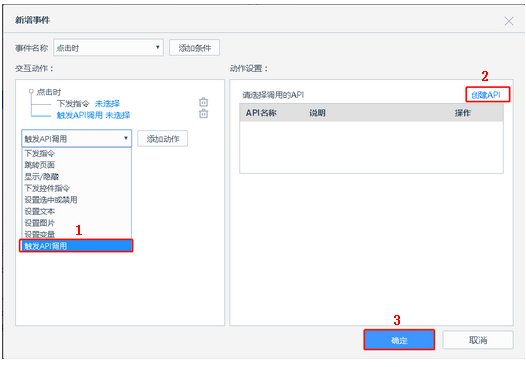 新增事件
事件名称 点击时 添加条件
交互动作： 动作设置：
2
点击时 请选择调用的API 创建API
下发指令 未选择 API名称 说明 操作
触发API调用 未选择
触发API调用 添加动作
下发指令
跳转页面
显示/隐藏
下发控件指令
设置选中或禁用
设置文本
设置图片
设置变量 1
触发API调用
3
确定 取消